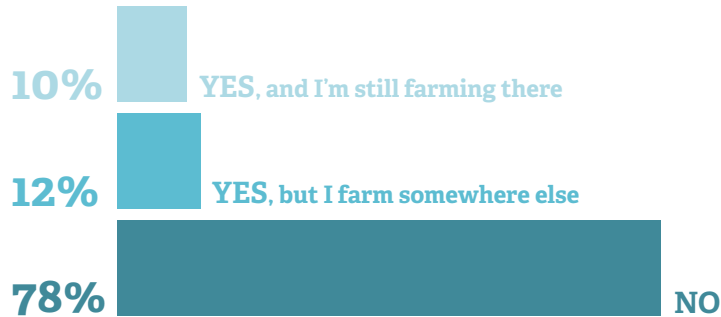 10% YES, and I'm still farming there
12% YES, but I farm somewhere else
78% NO